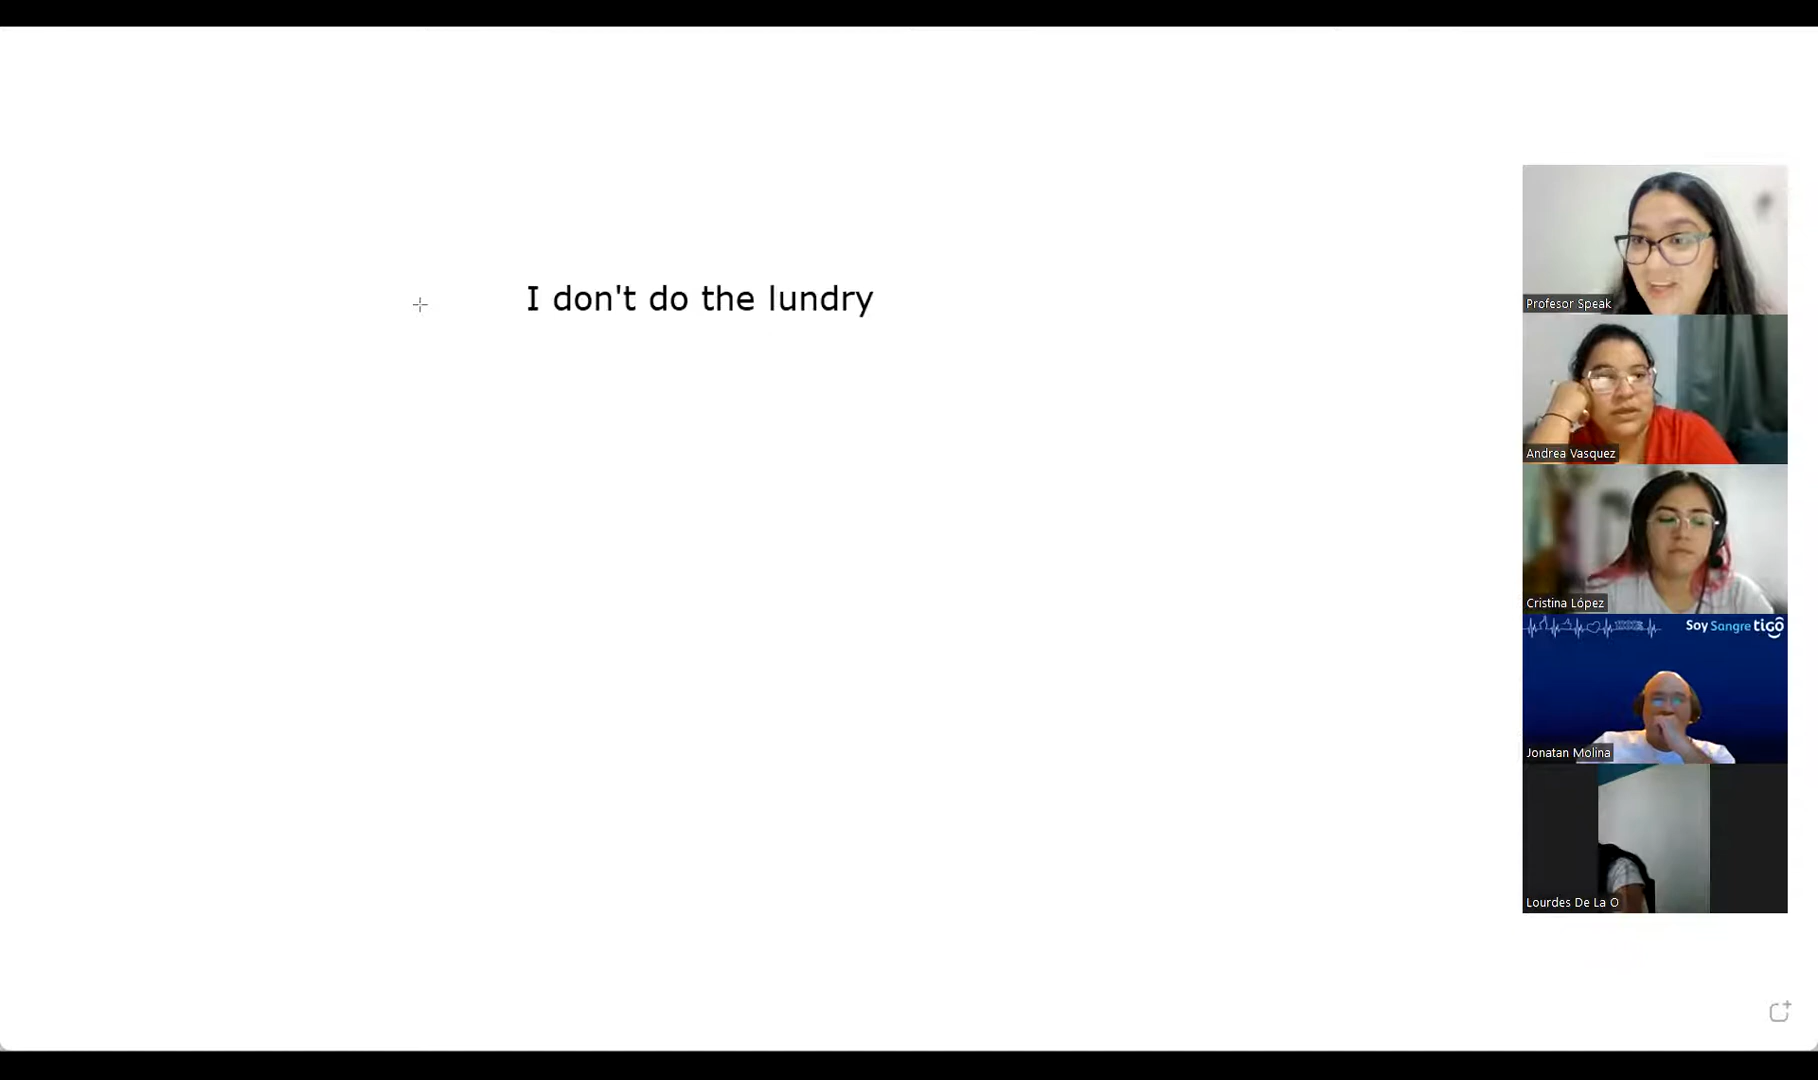 I don't do the lundry
Profesor Speak
Andrea Vasquez
Cristina López
Soy Sangre tigo
Jonatan Molina
Lourdes De La O